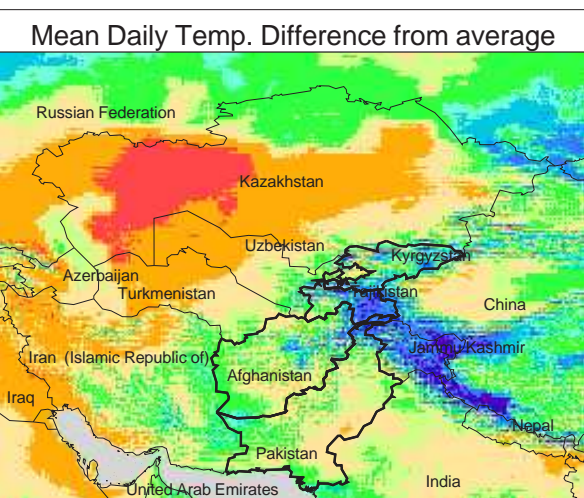 Mean Daily Temp. Difference from average
Russian Federation
Kazakhstan
Uzbekistan
Kyrgyzstan
Azerbaijan
Turkmenistan
Tajikistan
China
Iran (Islamic Republic of)
Jammu Kashmir
Afghanistan
Iraq
Nepal
Pakistan
United Arab Emirates
India